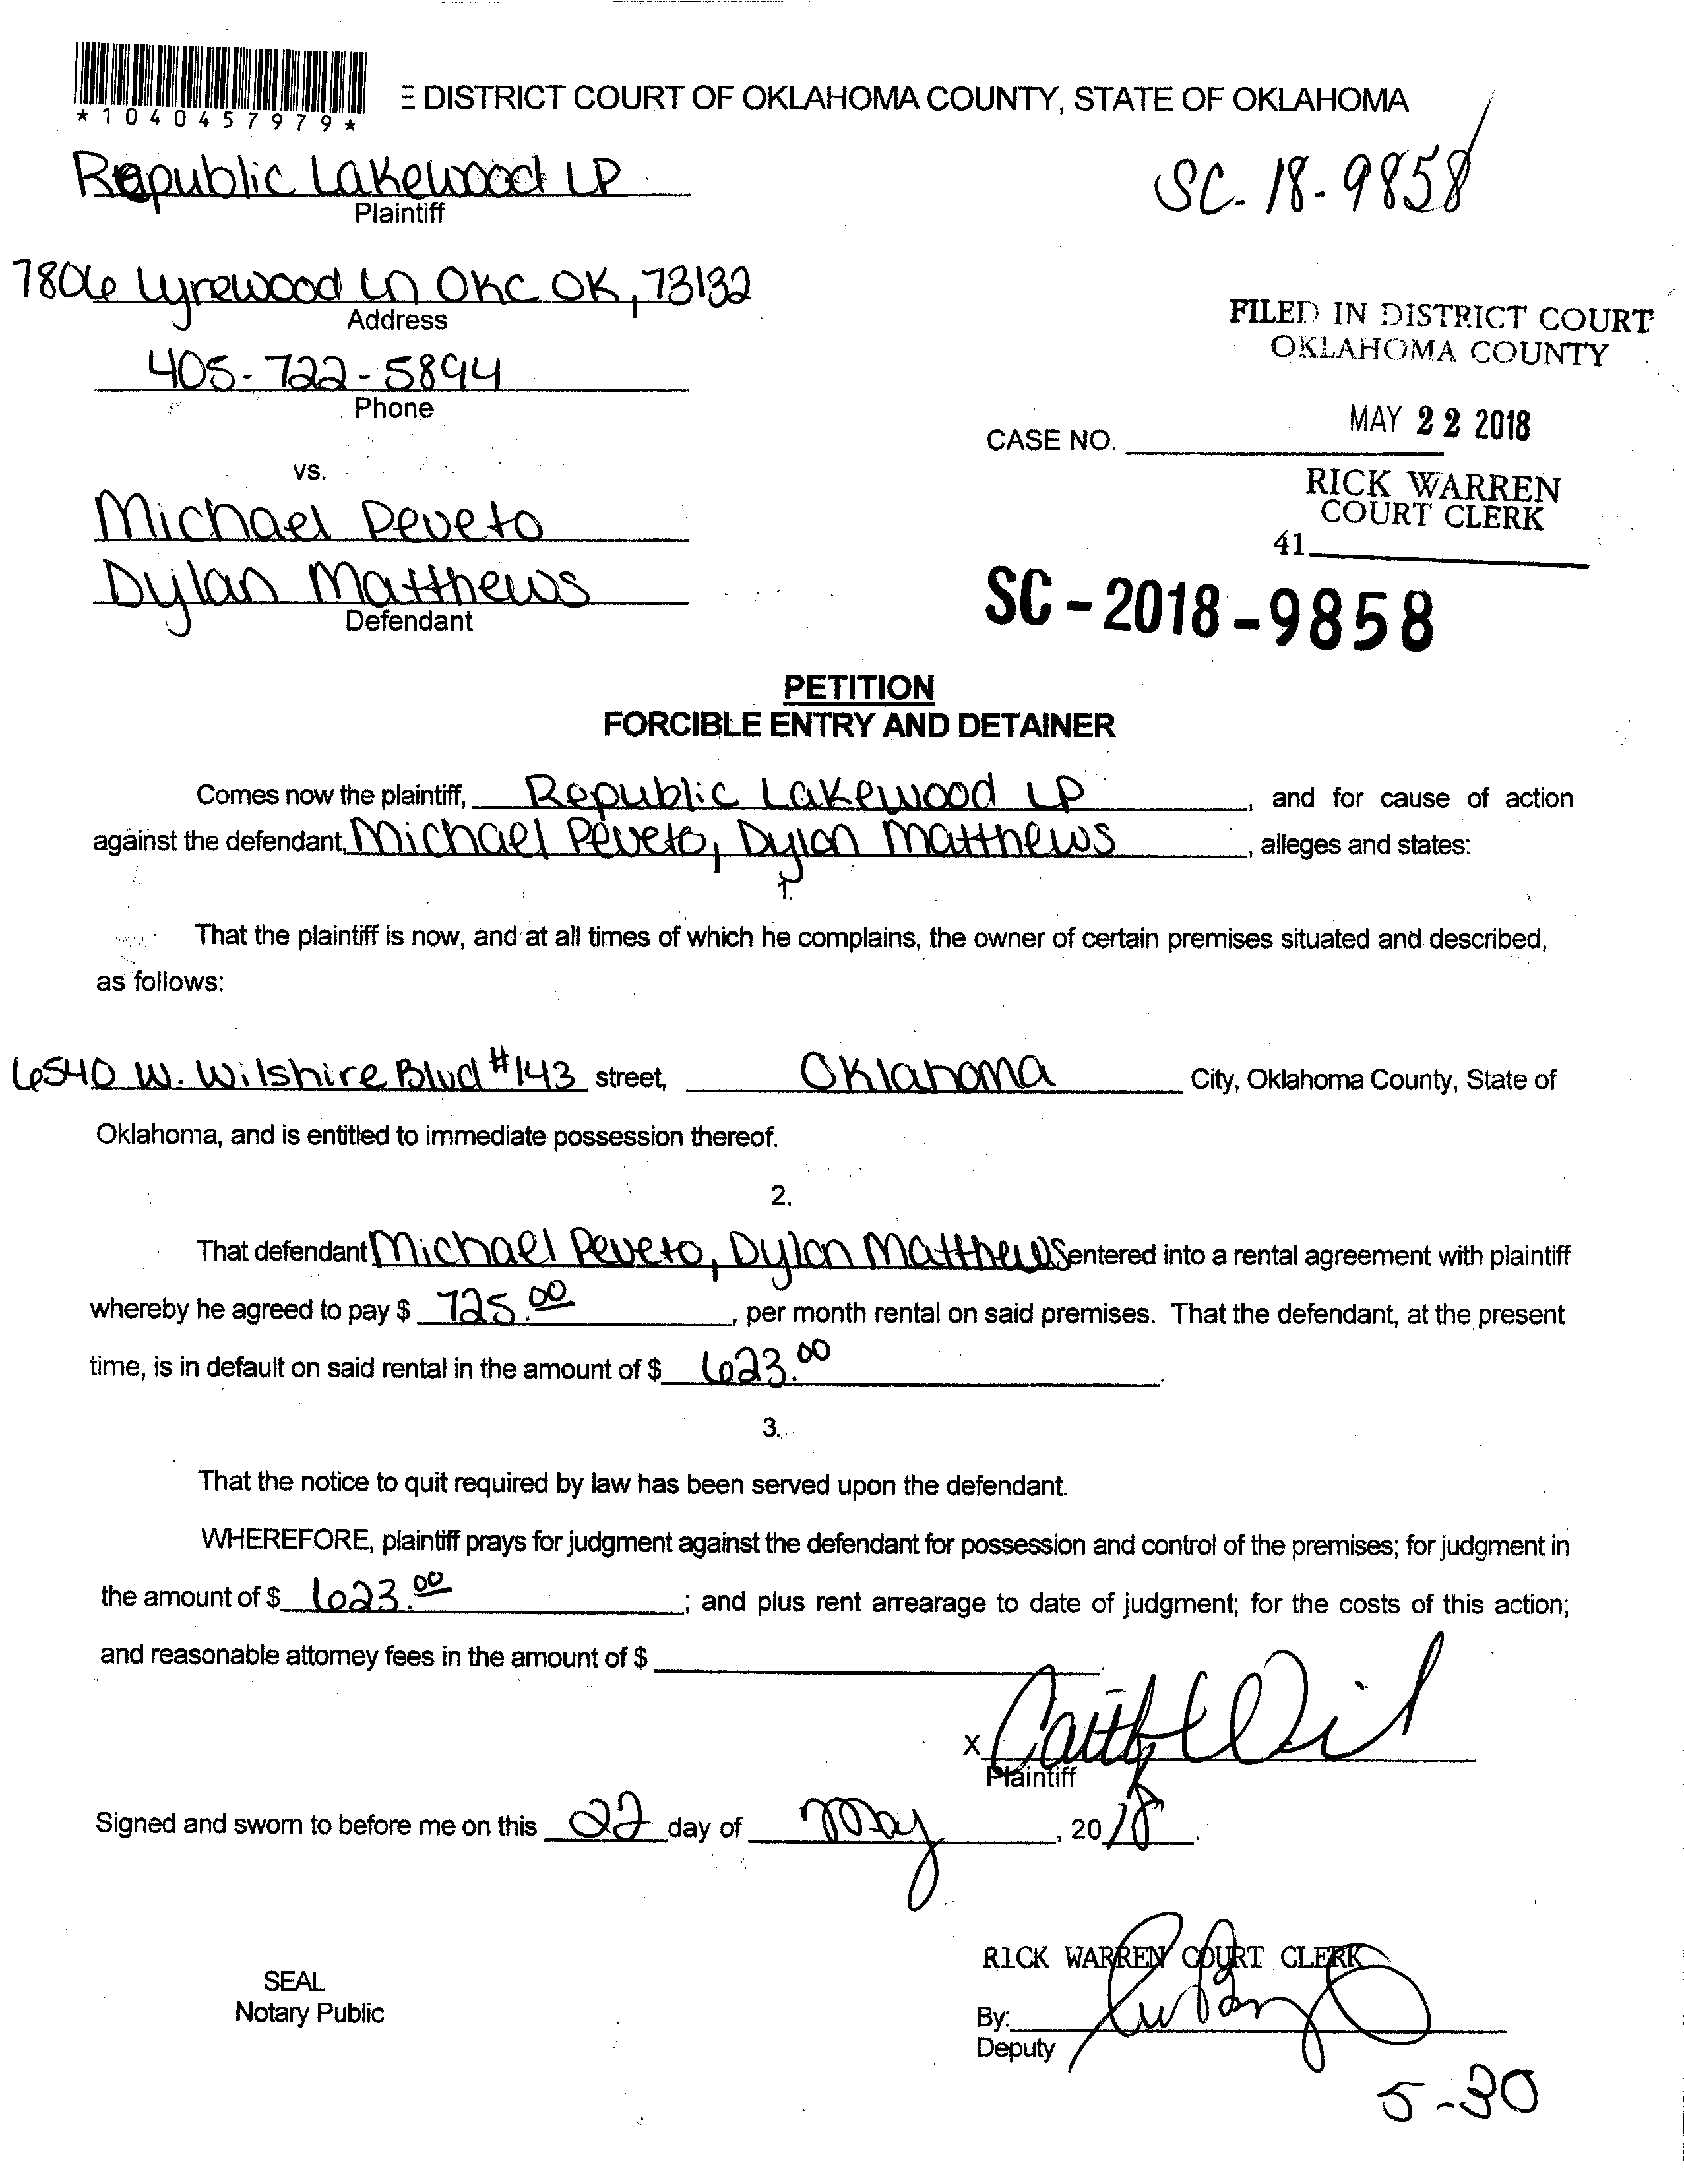 *1040457979*
E DISTRICT COURT OF OKLAHOMA COUNTY, STATE OF OKLAHOMA
Republic Lakewood LP
Plaintiff
SC-18-9858
7806 Lyrewood Ln OKC OK, 73132
Address
405-722-5894
Phone
FILED IN DISTRICT COURT
OKLAHOMA COUNTY
MAY 22 2018
CASE NO.
RICK WARREN
COURT CLERK
41
vs.
Michael Peveto
Dylan Matthews
Defendant
SC-2018-9858
PETITION
FORCIBLE ENTRY AND DETAINER
Comes now the plaintiff, Republic Lakewood LP, and for cause of action
against the defendant, Michael Peveto, Dylan Matthews, alleges and states:
1.
That the plaintiff is now, and at all times of which he complains, the owner of certain premises situated and described,
as follows:
6540 W. Wilshire Blvd #143 street, Oklahoma City, Oklahoma County, State of
Oklahoma, and is entitled to immediate possession thereof.
2.
That defendant Michael Peveto, Dylan Matthews entered into a rental agreement with plaintiff
whereby he agreed to pay $ 725.00, per month rental on said premises. That the defendant, at the present
time, is in default on said rental in the amount of $ 623.00.
3.
That the notice to quit required by law has been served upon the defendant.
WHEREFORE, plaintiff prays for judgment against the defendant for possession and control of the premises; for judgment in
the amount of $ 623.00; and plus rent arrearage to date of judgment; for the costs of this action;
and reasonable attorney fees in the amount of $ .
X
Plaintiff
Signed and sworn to before me on this 22 day of May, 2018.
RICK WARREN COURT CLERK
SEAL
Notary Public
By:
Deputy
5-30